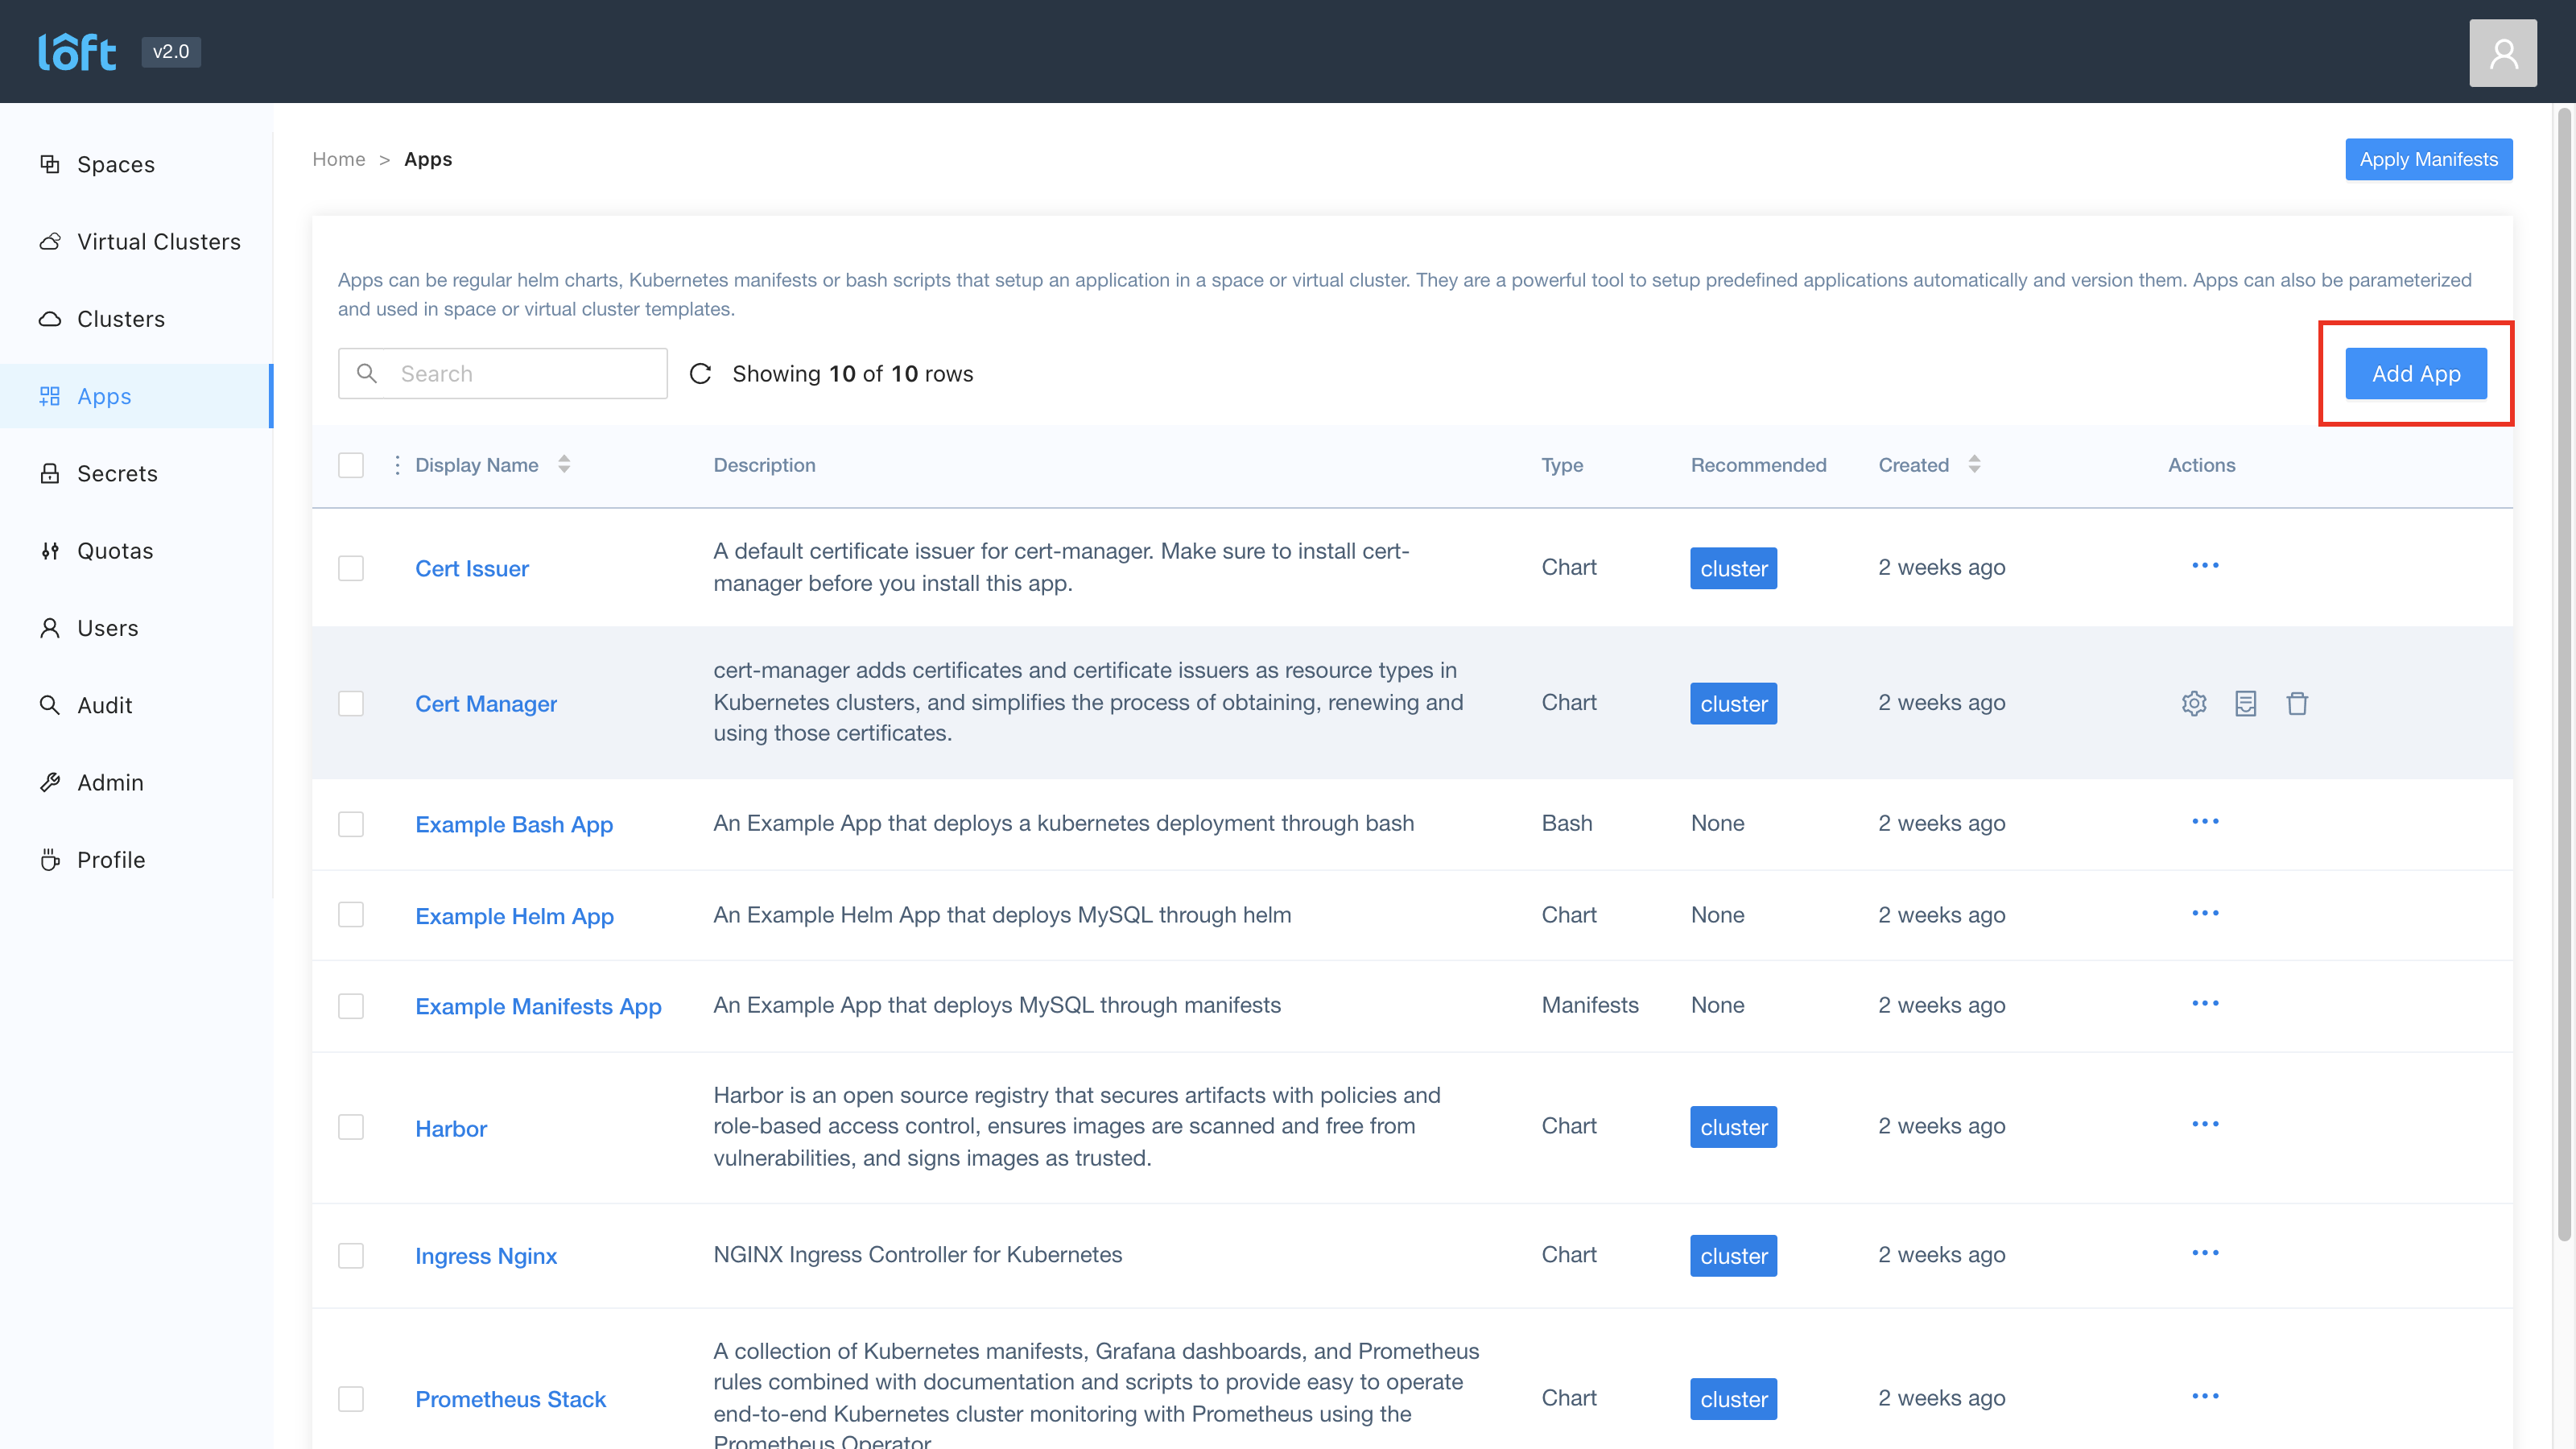 loft v2.0
Spaces
Virtual Clusters
Clusters
Apps
Secrets
Quotas
Users
Audit
Admin
Profile
Home > Apps
Apply Manifests
Apps can be regular helm charts, Kubernetes manifests or bash scripts that setup an application in a space or virtual cluster. They are a powerful tool to setup predefined applications automatically and version them. Apps can also be parameterized
and used in space or virtual cluster templates.
Search Showing 10 of 10 rows Add App
Display Name Description Type Recommended Created Actions
Cert Issuer
A default certificate issuer for cert-manager. Make sure to install cert-
manager before you install this app.
Chart cluster 2 weeks ago
Cert Manager
cert-manager adds certificates and certificate issuers as resource types in
Kubernetes clusters, and simplifies the process of obtaining, renewing and
using those certificates.
Chart cluster 2 weeks ago
Example Bash App An Example App that deploys a kubernetes deployment through bash Bash None 2 weeks ago
Example Helm App An Example Helm App that deploys MySQL through helm Chart None 2 weeks ago
Example Manifests App An Example App that deploys MySQL through manifests Manifests None 2 weeks ago
Harbor
Harbor is an open source registry that secures artifacts with policies and
role-based access control, ensures images are scanned and free from
vulnerabilities, and signs images as trusted.
Chart cluster 2 weeks ago
Ingress Nginx NGINX Ingress Controller for Kubernetes Chart cluster 2 weeks ago
Prometheus Stack
A collection of Kubernetes manifests, Grafana dashboards, and Prometheus
rules combined with documentation and scripts to provide easy to operate
end-to-end Kubernetes cluster monitoring with Prometheus using the
Prometheus Operator
Chart cluster 2 weeks ago